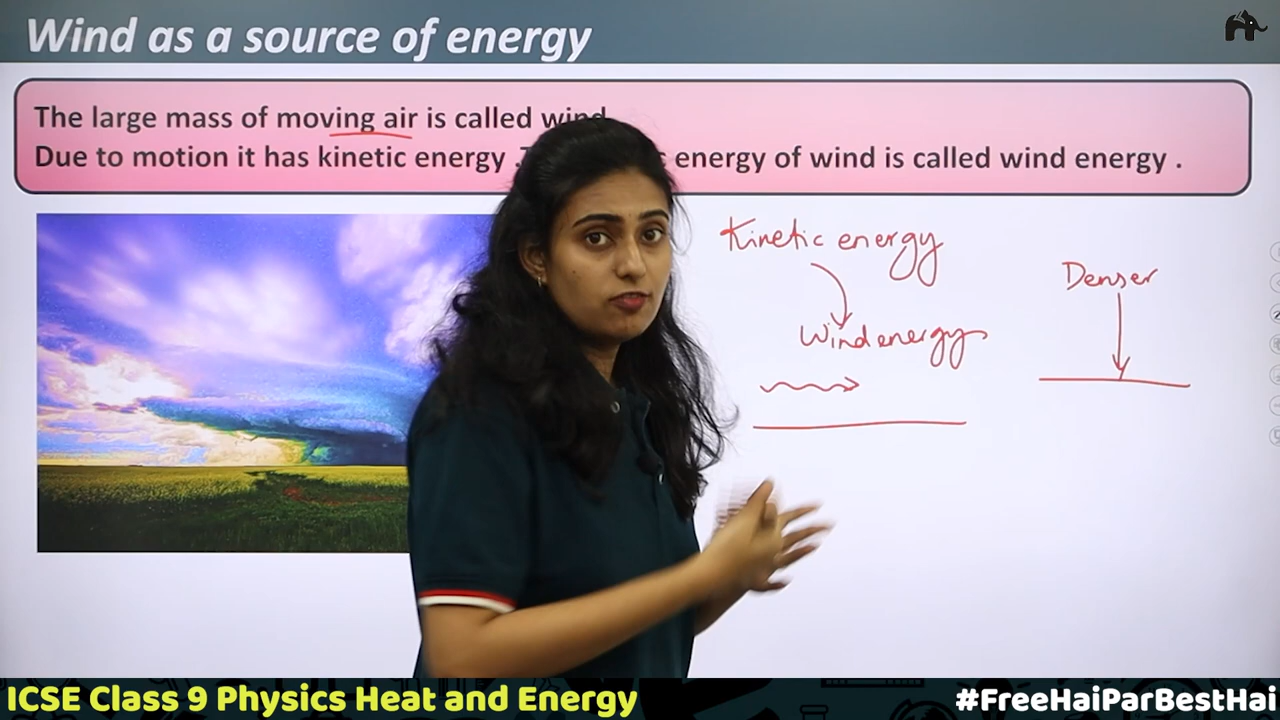 Wind as a source of energy
The large mass of moving air is called wind
Due to motion it has kinetic energy . energy of wind is called wind energy .
Kinetic energy
Wind energy
Denser
ICSE Class 9 Physics Heat and Energy
#FreeHaiParBestHai